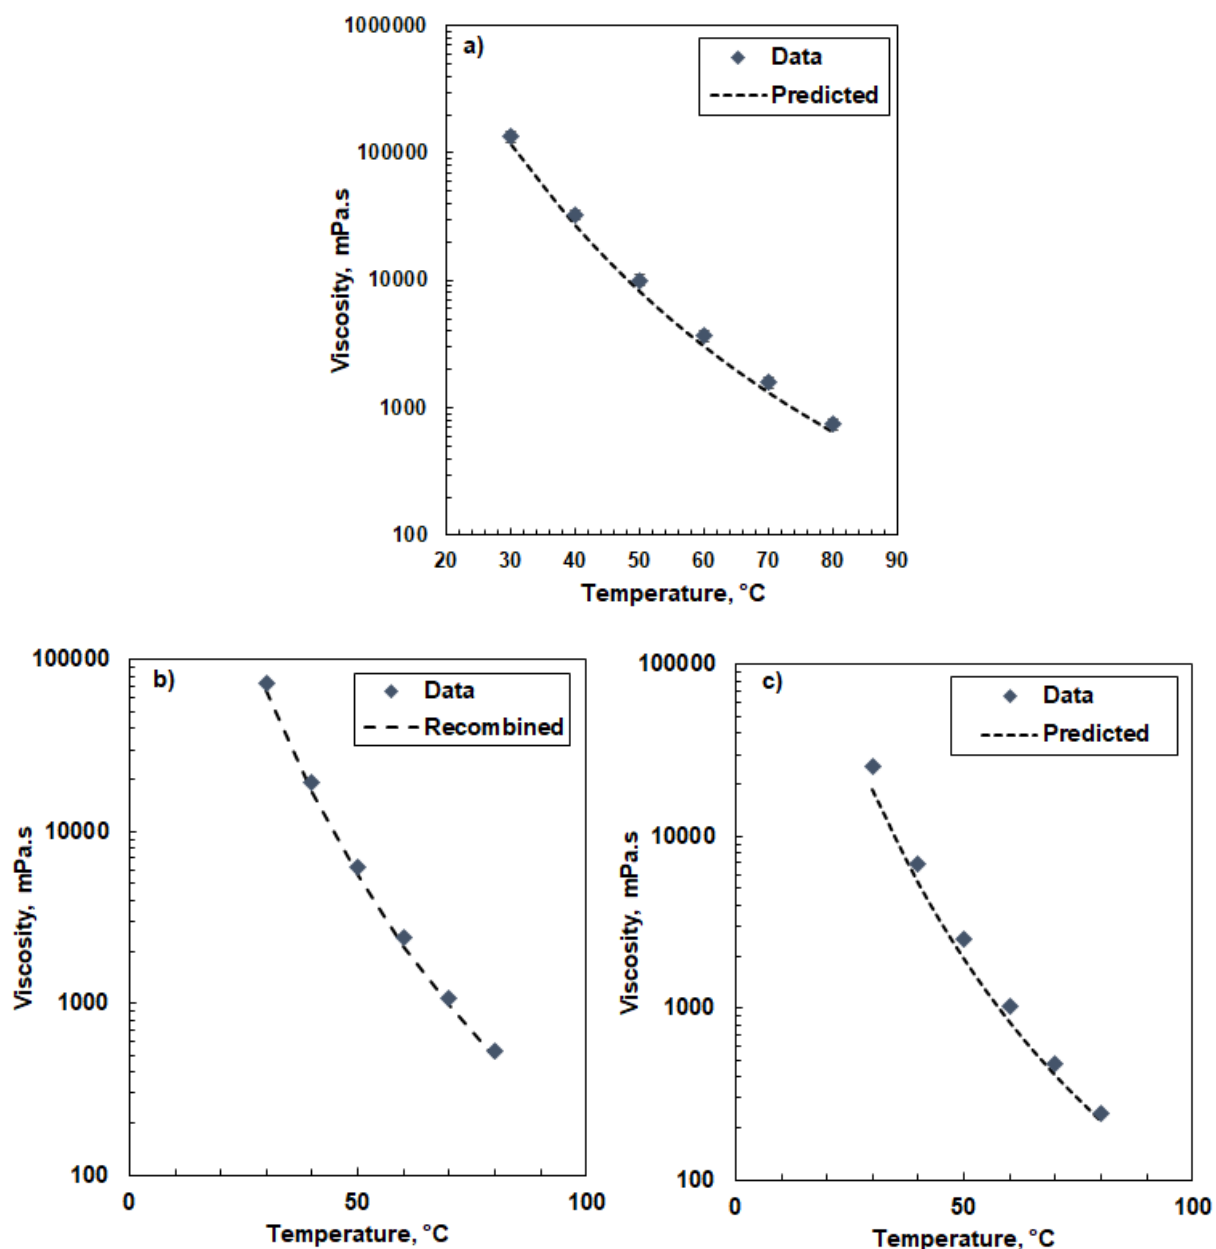 a)
Data
Predicted
1000000
100000
10000
1000
100
Viscosity, mPa.s
20 30 40 50 60 70 80 90
Temperature, °C
b)
Data
Recombined
100000
10000
1000
100
Viscosity, mPa.s
0 50 100
Temperature, °C
c)
Data
Predicted
100000
10000
1000
100
Viscosity, mPa.s
0 50 100
Temperature, °C